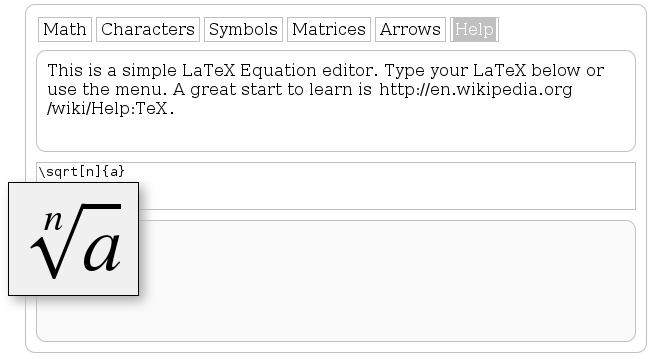 Math Characters Symbols Matrices Arrows Help
This is a simple LaTeX Equation editor. Type your LaTeX below or
use the menu. A great start to learn is http://en.wikipedia.org
/wiki/Help:TeX.
\sqrt[n]{a}
n√a